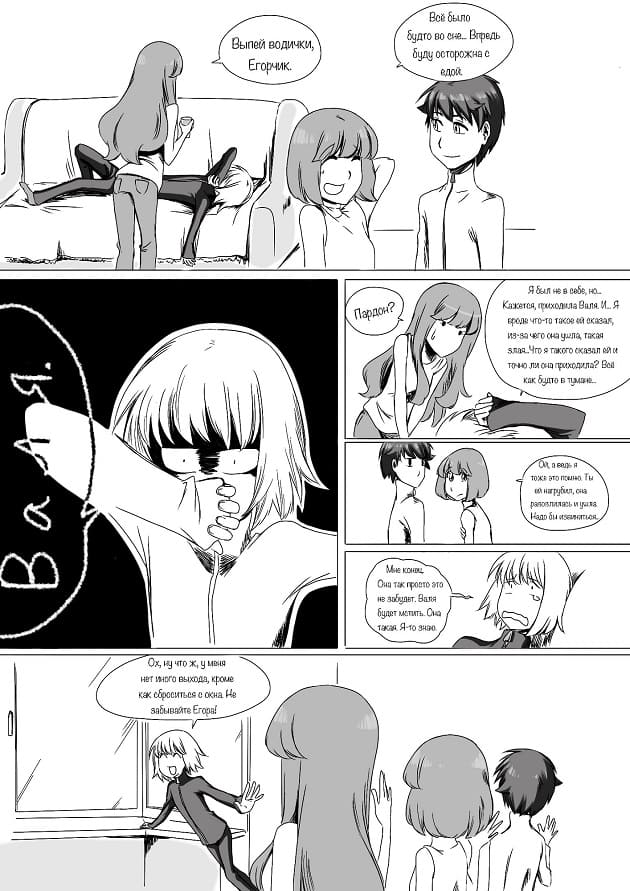 Выпей водички,
Егорчик.
Всё было
будто во сне... Впредь
буду осторожна с
едой.
Валя.
Пардон?
Я был не в себе, но...
Кажется, приходила Валя. И... Я
вроде что-то такое ей сказал,
из-за чего она ушла, такая
злая...Что я такого сказал ей и
точно ли она приходила? Всё
как будто в тумане...
Ой, а ведь я
тоже это помню. Ты
ей нагрубил, она
разозлилась и ушла.
Надо бы извиниться...
Мне конец.
Она так просто это
не забудет. Валя
будет мстить. Она
такая. Я-то знаю.
Ох, ну что ж, у меня
нет иного выхода, кроме
как сброситься с окна. Не
забывайте Егора!